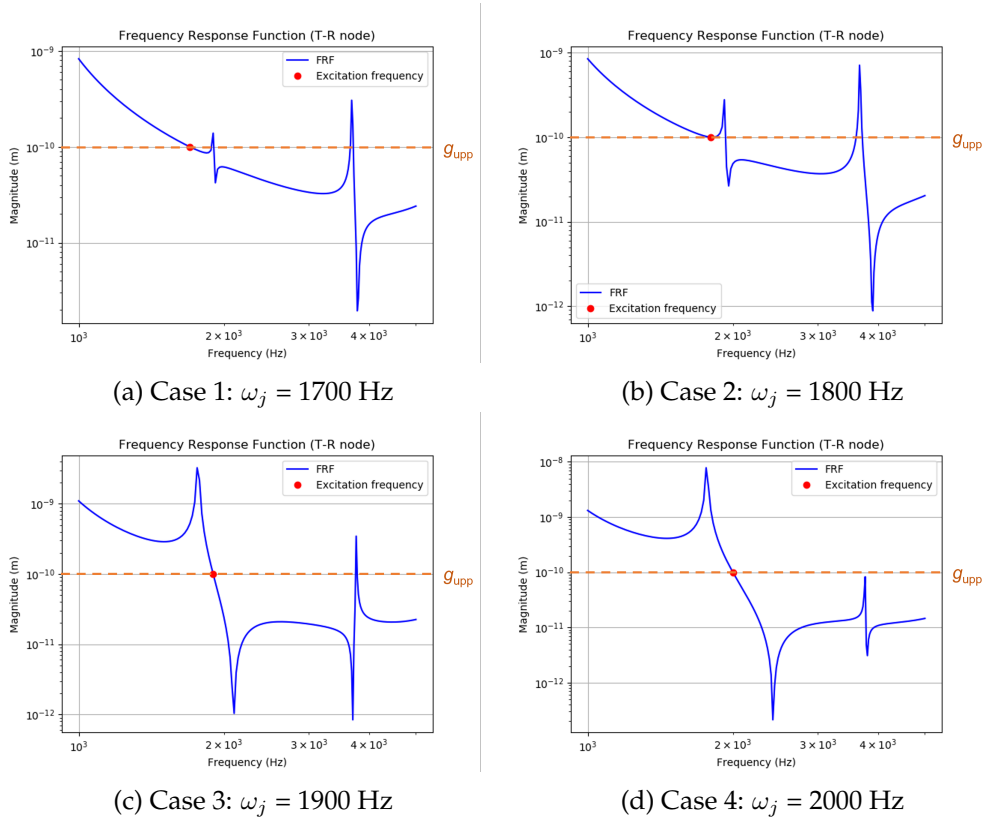 Frequency Response Function (T-R node)
10⁻⁹
10⁻¹⁰
10⁻¹¹
Magnitude (m)
FRF
Excitation frequency
g_upp
10³
2 × 10³
3 × 10³
4 × 10³
Frequency (Hz)
(a) Case 1: ω_j = 1700 Hz
Frequency Response Function (T-R node)
10⁻⁹
10⁻¹⁰
10⁻¹¹
10⁻¹²
Magnitude (m)
g_upp
FRF
Excitation frequency
10³
2 × 10³
3 × 10³
4 × 10³
Frequency (Hz)
(b) Case 2: ω_j = 1800 Hz
Frequency Response Function (T-R node)
10⁻⁹
10⁻¹⁰
10⁻¹¹
10⁻¹²
Magnitude (m)
FRF
Excitation frequency
g_upp
10³
2 × 10³
3 × 10³
4 × 10³
Frequency (Hz)
(c) Case 3: ω_j = 1900 Hz
Frequency Response Function (T-R node)
10⁻⁸
10⁻⁹
10⁻¹⁰
10⁻¹¹
10⁻¹²
Magnitude (m)
FRF
Excitation frequency
g_upp
10³
2 × 10³
3 × 10³
4 × 10³
Frequency (Hz)
(d) Case 4: ω_j = 2000 Hz